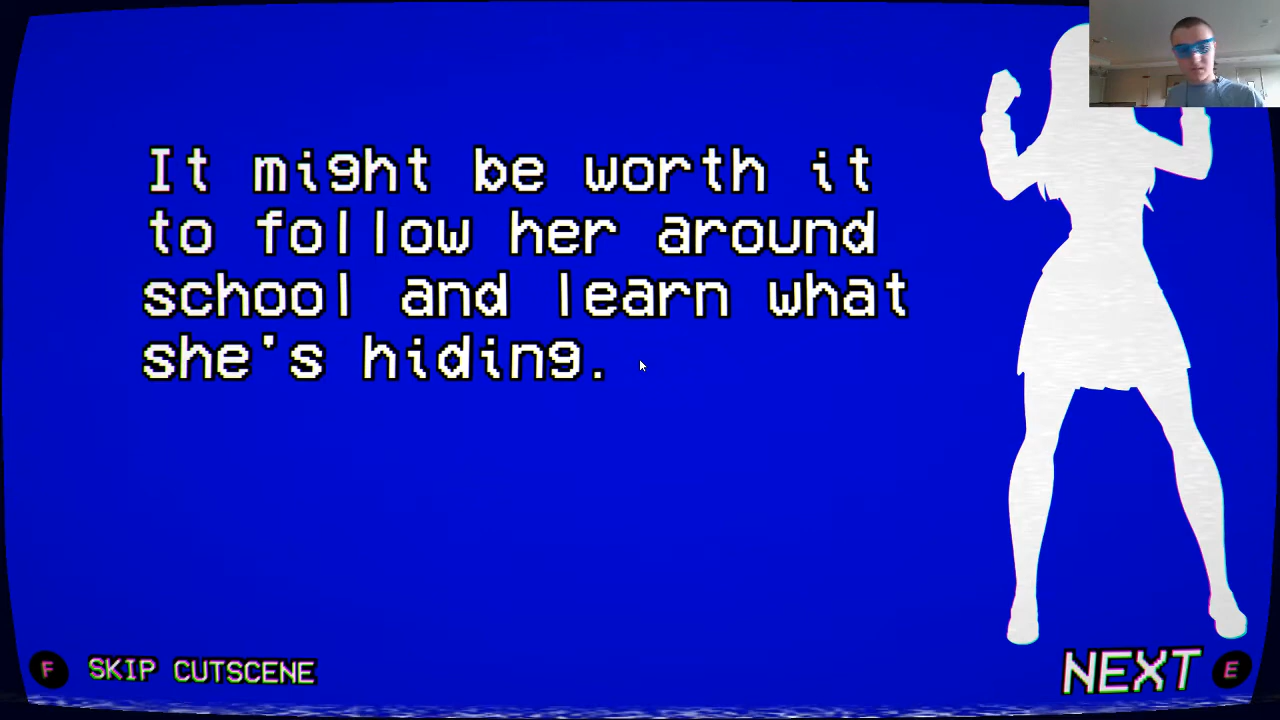 It might be worth it
to follow her around
school and learn what
she's hiding.
F SKIP CUTSCENE
NEXT E